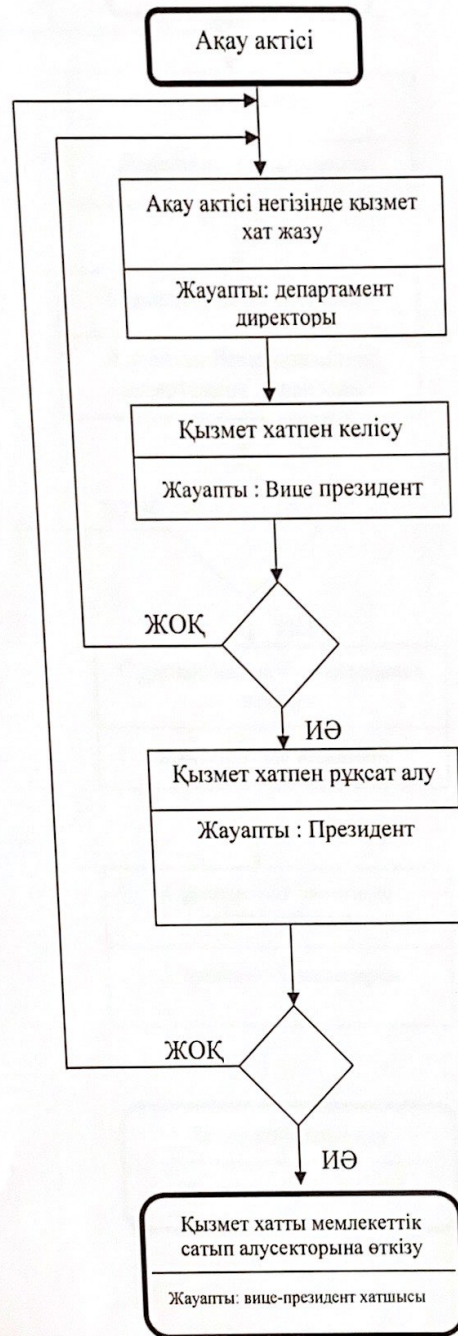 Ақау актісі
Ақау актісі негізінде қызмет
хат жазу
Жауапты: департамент
директоры
Қызмет хатпен келісу
Жауапты : Вице президент
ЖОҚ
ИӘ
Қызмет хатпен рұқсат алу
Жауапты : Президент
ЖОҚ
ИӘ
Қызмет хатты мемлекеттік
сатып алусекторына өткізу
Жауапты: вице-президент хатшысы